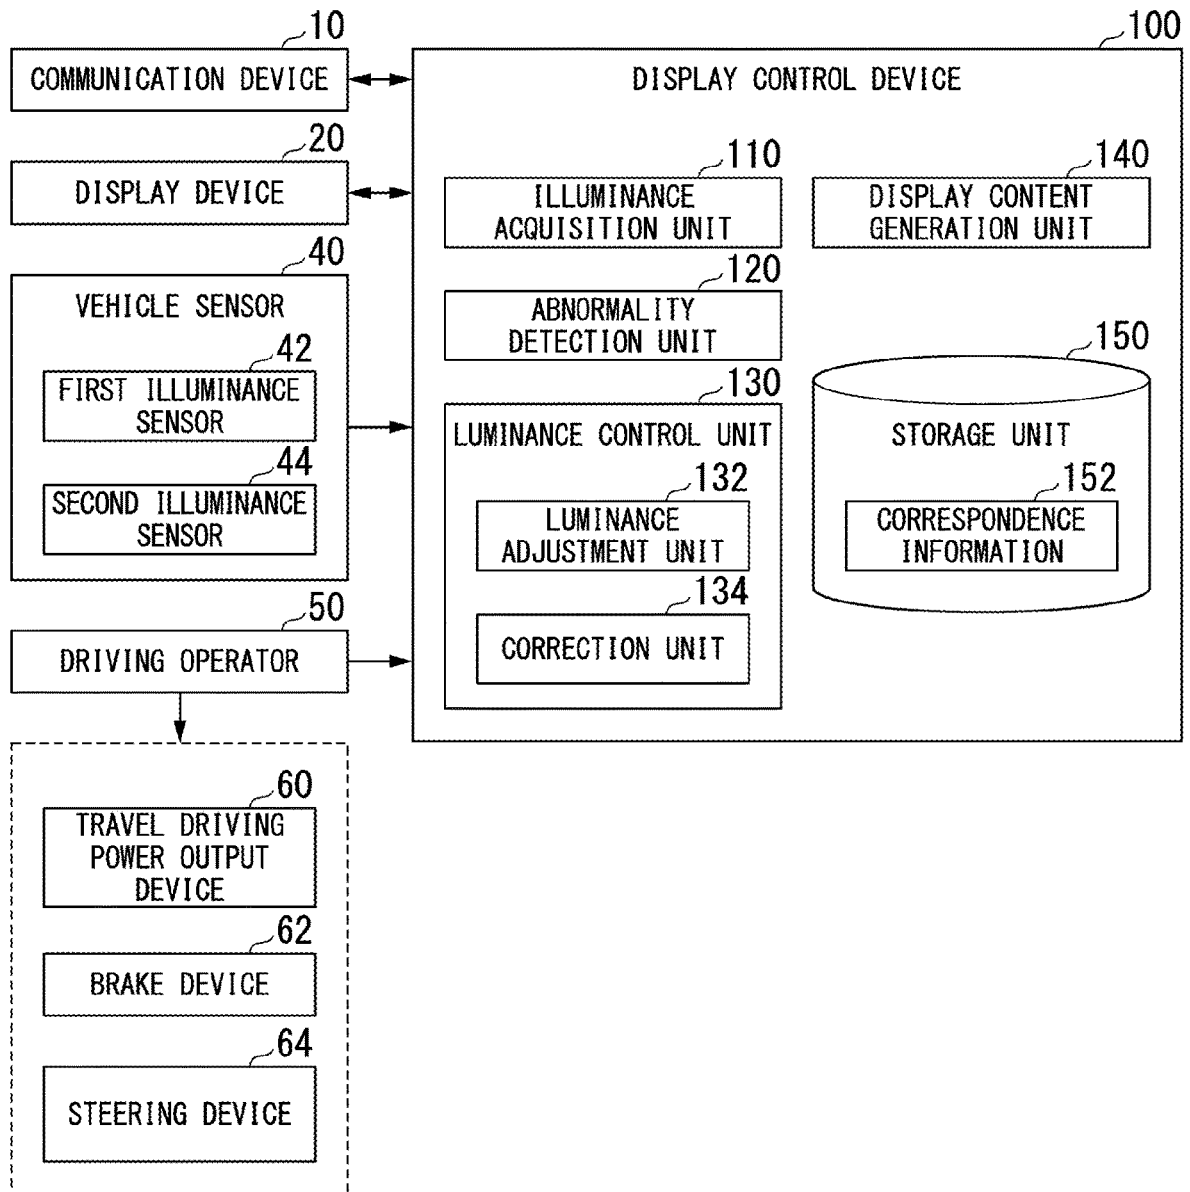 10
COMMUNICATION DEVICE
20
DISPLAY DEVICE
40
VEHICLE SENSOR
42
FIRST ILLUMINANCE
SENSOR
44
SECOND ILLUMINANCE
SENSOR
50
DRIVING OPERATOR
60
TRAVEL DRIVING
POWER OUTPUT
DEVICE
62
BRAKE DEVICE
64
STEERING DEVICE
100
DISPLAY CONTROL DEVICE
110
ILLUMINANCE
ACQUISITION UNIT
120
ABNORMALITY
DETECTION UNIT
130
LUMINANCE CONTROL UNIT
132
LUMINANCE
ADJUSTMENT UNIT
134
CORRECTION UNIT
140
DISPLAY CONTENT
GENERATION UNIT
150
STORAGE UNIT
152
CORRESPONDENCE
INFORMATION